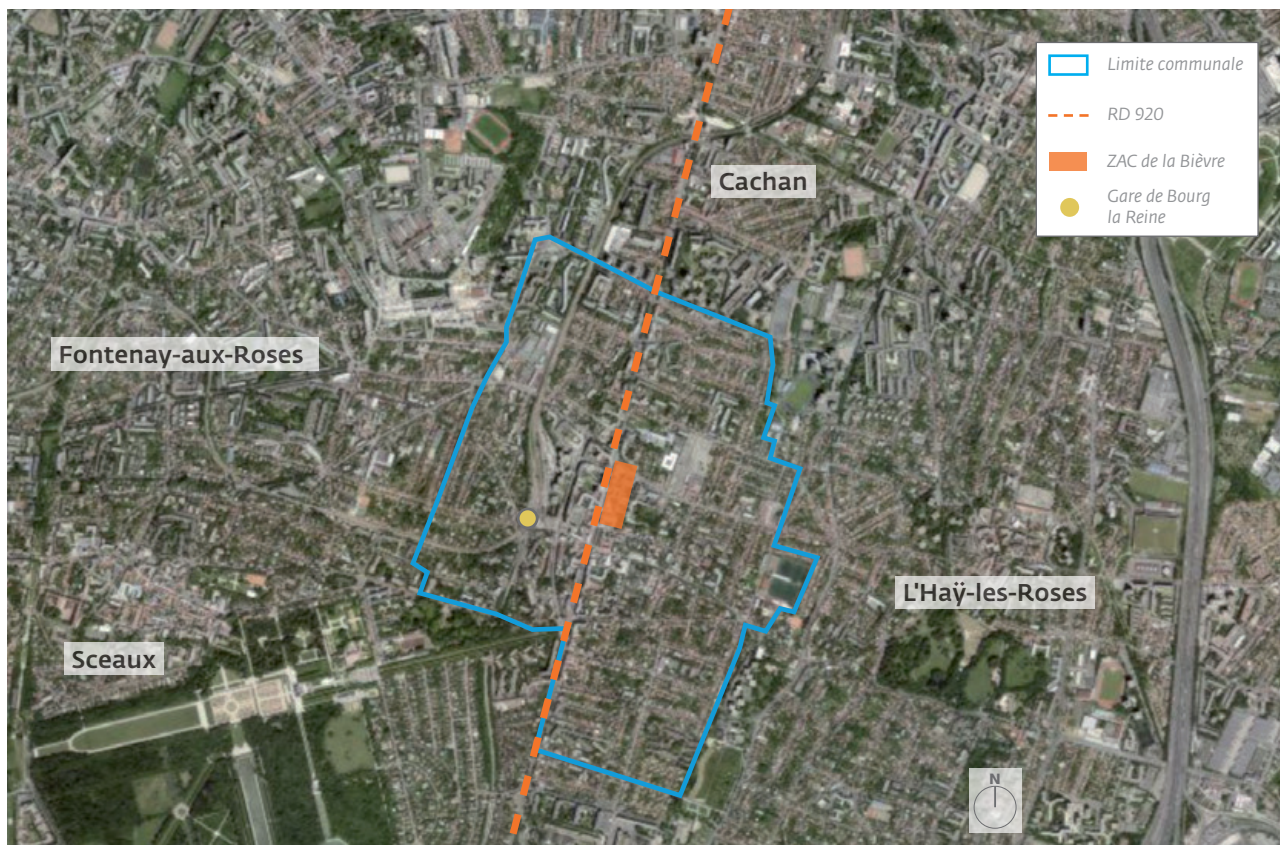 Limite communale
RD 920
ZAC de la Bièvre
Gare de Bourg
la Reine
Cachan
Fontenay-aux-Roses
L'Haÿ-les-Roses
Sceaux
N